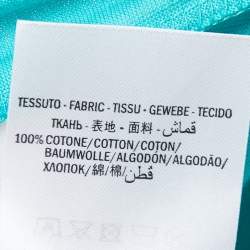 TESSUTO - FABRIC - TISSU - GEWEBE - TECIDO
ТКАНЬ - 表地 - 面料 - قماش
100% COTONE/COTTON/COTON/
BAUMWOLLE/ALGODÓN/ALGODÃO/
ХЛОПОК/綿/棉/ قطن